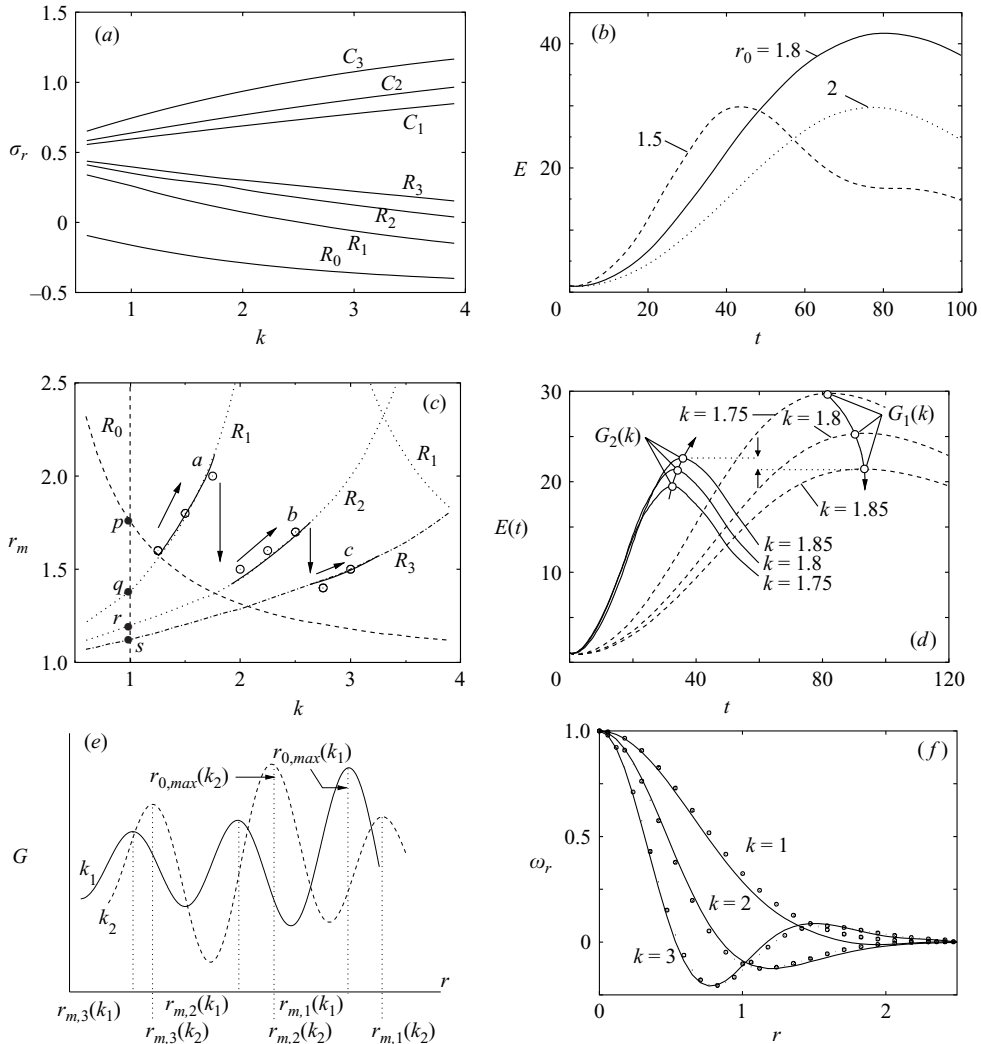 (a)
1.5
1.0
0.5
0
–0.5
σr
C3
C2
C1
R3
R2
R1
R0
1
2
3
4
k
(b)
40
30
20
10
E
r0 = 1.8
2
1.5
0
20
40
60
80
100
t
(c)
2.5
2.0
1.5
1.0
rm
R0
R1
R1
R2
R3
a
b
c
p
q
r
s
0
1
2
3
4
k
(d)
30
20
10
E(t)
G2(k)
G1(k)
k = 1.75
k = 1.8
k = 1.85
k = 1.85
k = 1.8
k = 1.75
0
40
80
120
t
(e)
G
r0,max(k1)
r0,max(k2)
k1
k2
r
rm,3(k1)
rm,2(k1)
rm,1(k1)
rm,3(k2)
rm,2(k2)
rm,1(k2)
(f)
1.0
0.5
0
ωr
k = 1
k = 2
k = 3
0
1
2
r